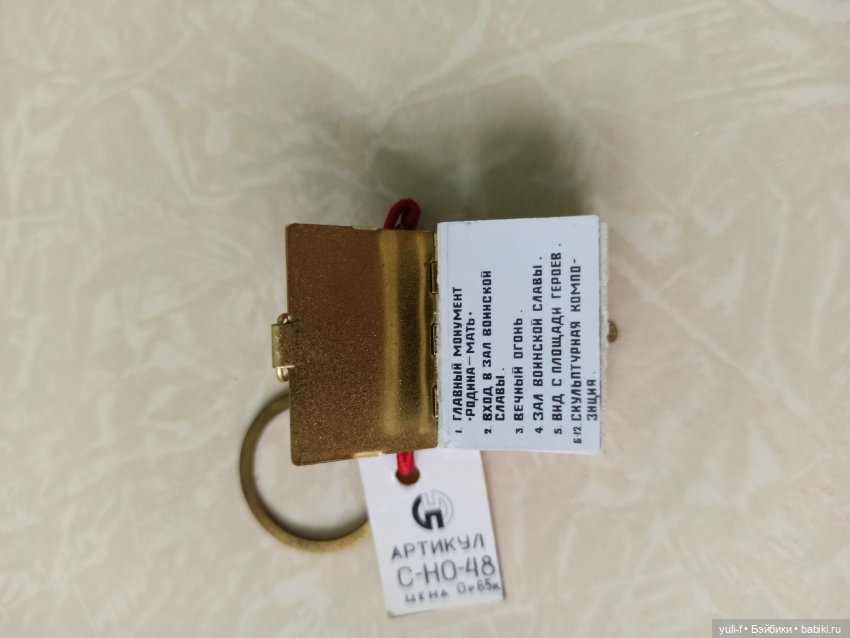 1. ГЛАВНЫЙ МОНУМЕНТ
"РОДИНА — МАТЬ"
2. ВХОД В ЗАЛ ВОИНСКОЙ
СЛАВЫ.
3. ВЕЧНЫЙ ОГОНЬ.
4. ЗАЛ ВОИНСКОЙ СЛАВЫ.
5. ВИД С ПЛОЩАДИ ГЕРОЕВ.
6-12. СКУЛЬПТУРНАЯ КОМПО-
ЗИЦИЯ.
АРТИКУЛ
С-НО-48
ЦЕНА 0р65к
yuli-f • Бэйбики • babiki.ru